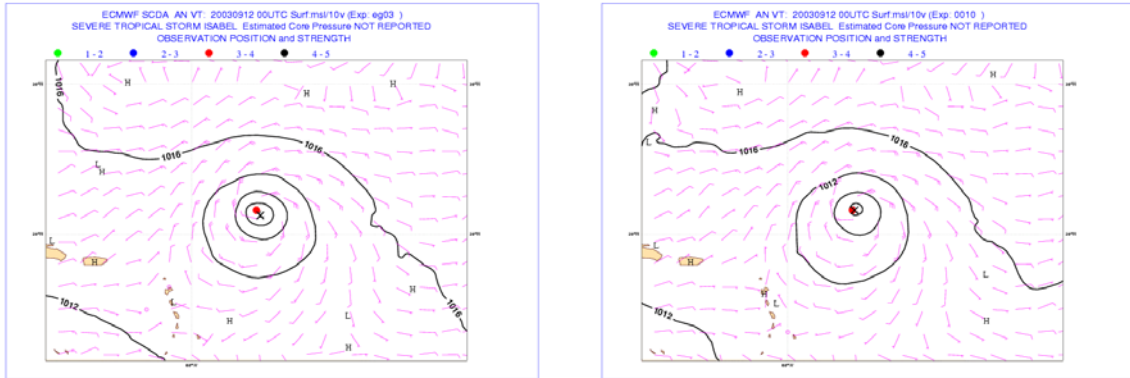 ECMWF SCDA AN VT: 20030912 00UTC Surf:msl/10v (Exp: eg03 )
SEVERE TROPICAL STORM ISABEL Estimated Core Pressure NOT REPORTED
OBSERVATION POSITION and STRENGTH
1 - 2 2 - 3 3 - 4 4 - 5
1016
H
H
H
1016
1016
L
H
L
H
1012
H
H
L
H
1016
ECMWF AN VT: 20030912 00UTC Surf:msl/10v (Exp: 0010 )
SEVERE TROPICAL STORM ISABEL Estimated Core Pressure NOT REPORTED
OBSERVATION POSITION and STRENGTH
1 - 2 2 - 3 3 - 4 4 - 5
H
1016
H
L
H
1016
1016
1012
L
H
L
H
L
1012
H
H